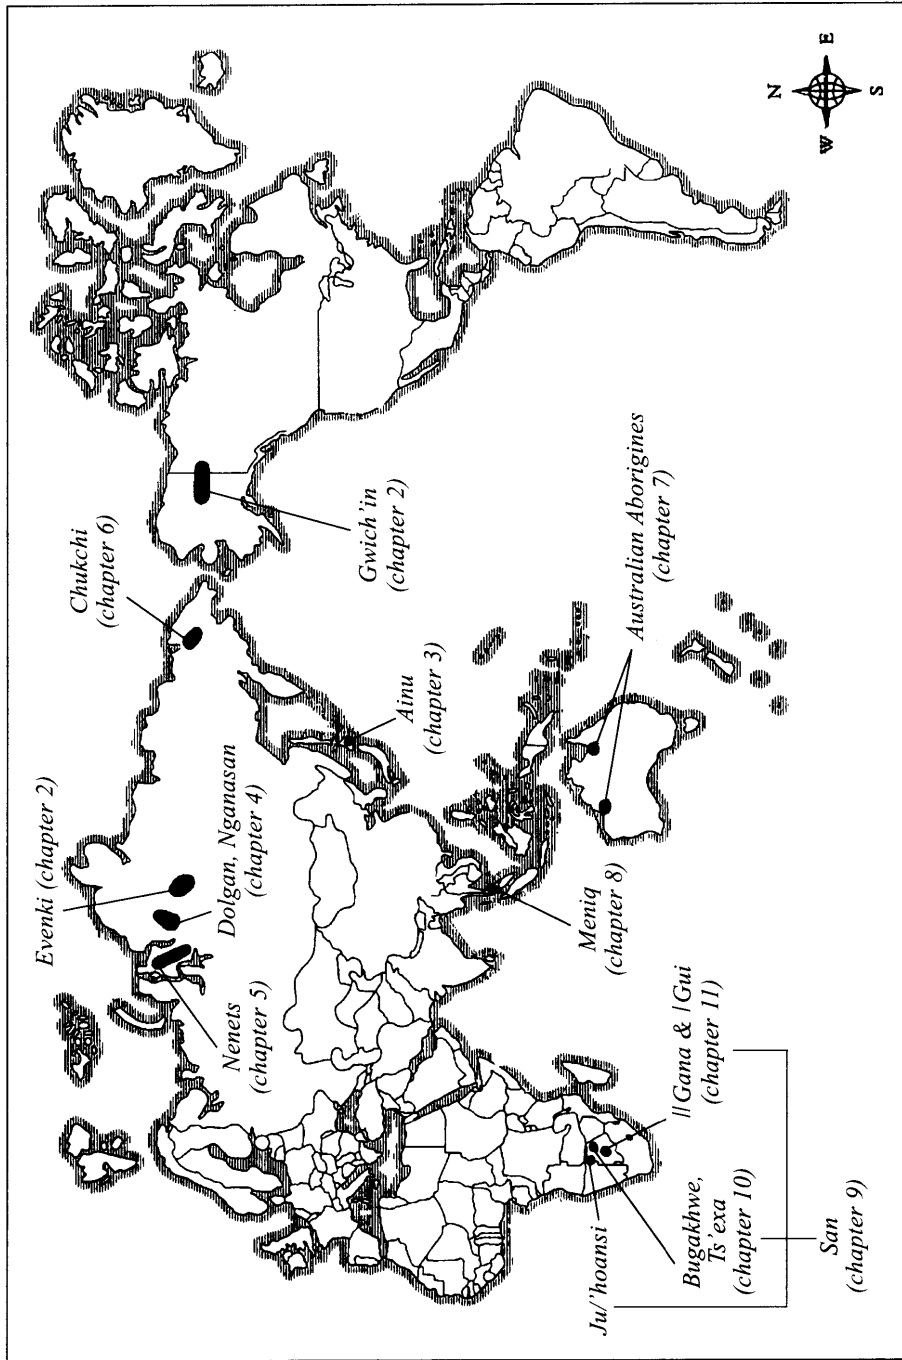 Evenki (chapter 2)
Dolgan, Nganasan
(chapter 4)
Nenets
(chapter 5)
Chukchi
(chapter 6)
Gwich'in
(chapter 2)
Ainu
(chapter 3)
Australian Aborigines
(chapter 7)
Meniq
(chapter 8)
Ju/'hoansi
Bugakhwe,
Ts'exa
(chapter 10)
||Gana & |Gui
(chapter 11)
San
(chapter 9)
N
W
E
S